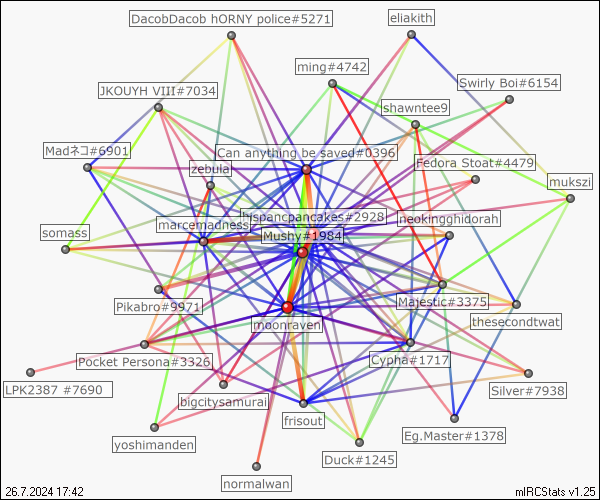 DacobDacob hORNY police#5271
eliakith
ming#4742
Swirly Boi#6154
JKOUYH VIII#7034
shawntee9
Madネコ#6901
Can anything be saved#0396
zebula
Fedora Stoat#4479
mukszi
hispancpancakes#2928
neokingghidorah
marcemadness
somass
Mushy#1984
Pikabro#9971
Majestic#3375
thesecondtwat
moonraven
Pocket Persona#3326
Cypha#1717
LPK2387 #7690
Silver#7938
bigcitysamurai
frisout
yoshimanden
Eg.Master#1378
Duck#1245
normalwan
26.7.2024 17:42
mIRCStats v1.25